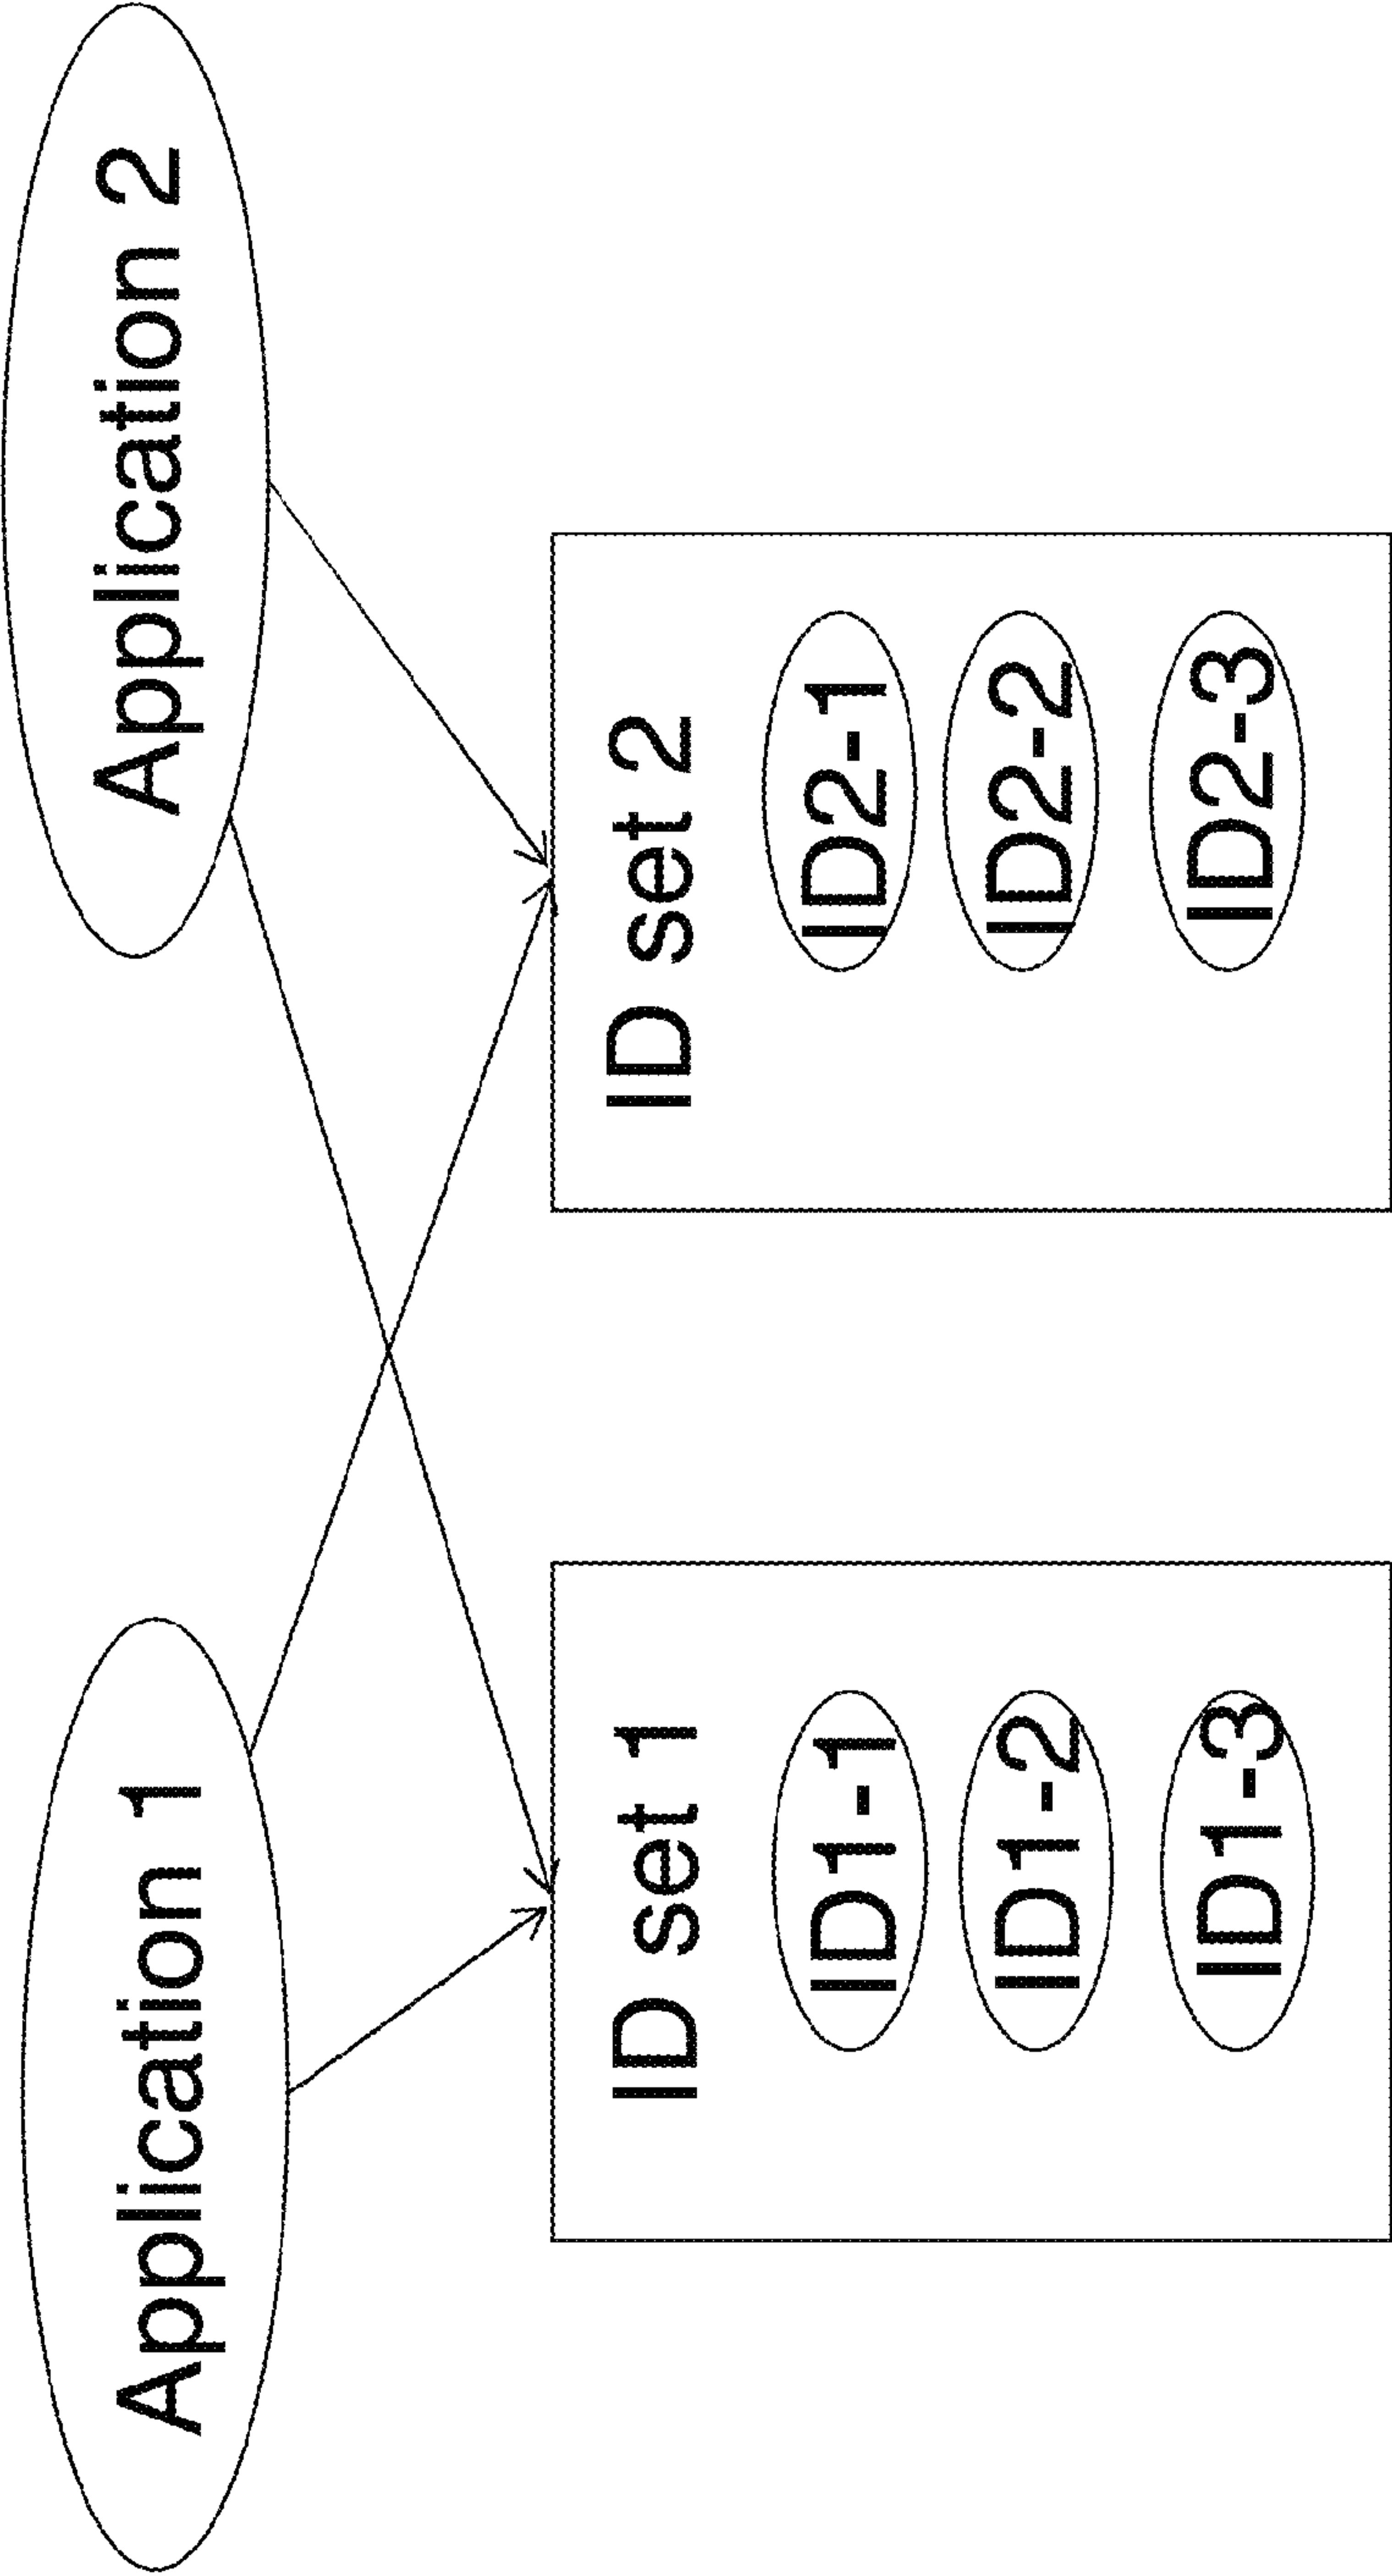 Application 1
Application 2
ID set 1
ID1-1
ID1-2
ID1-3
ID set 2
ID2-1
ID2-2
ID2-3